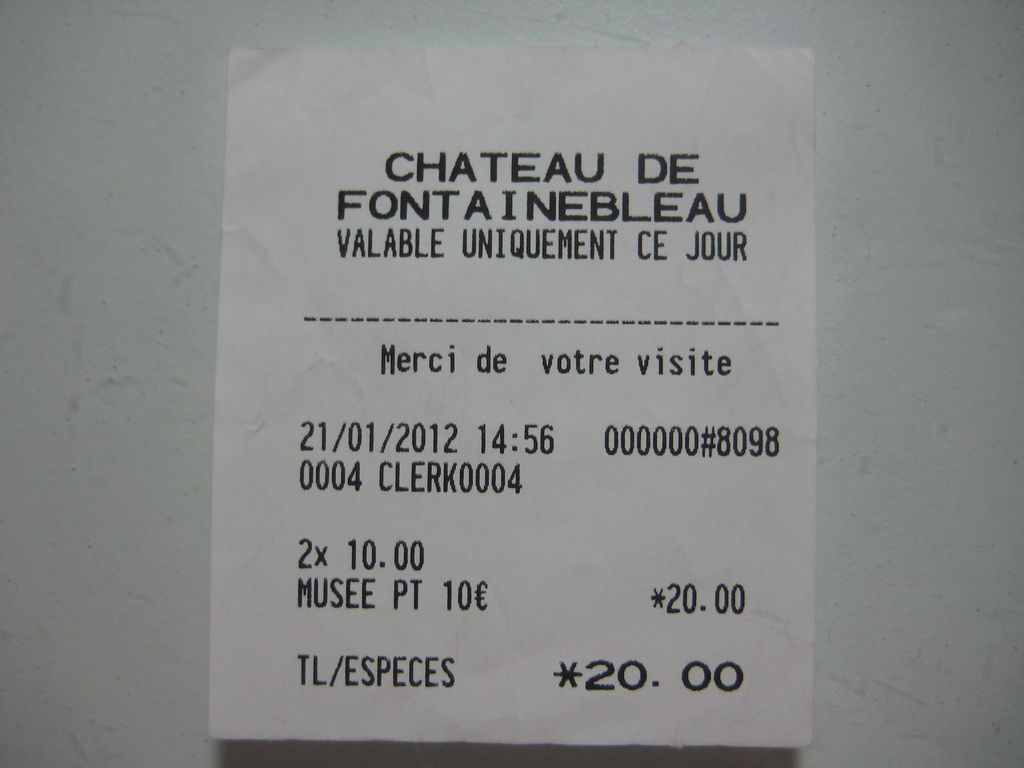 CHATEAU DE
FONTAINEBLEAU
VALABLE UNIQUEMENT CE JOUR
------------------------------
Merci de votre visite
21/01/2012 14:56 000000#8098
0004 CLERK0004
2x 10.00
MUSEE PT 10€ *20.00
TL/ESPECES *20.00